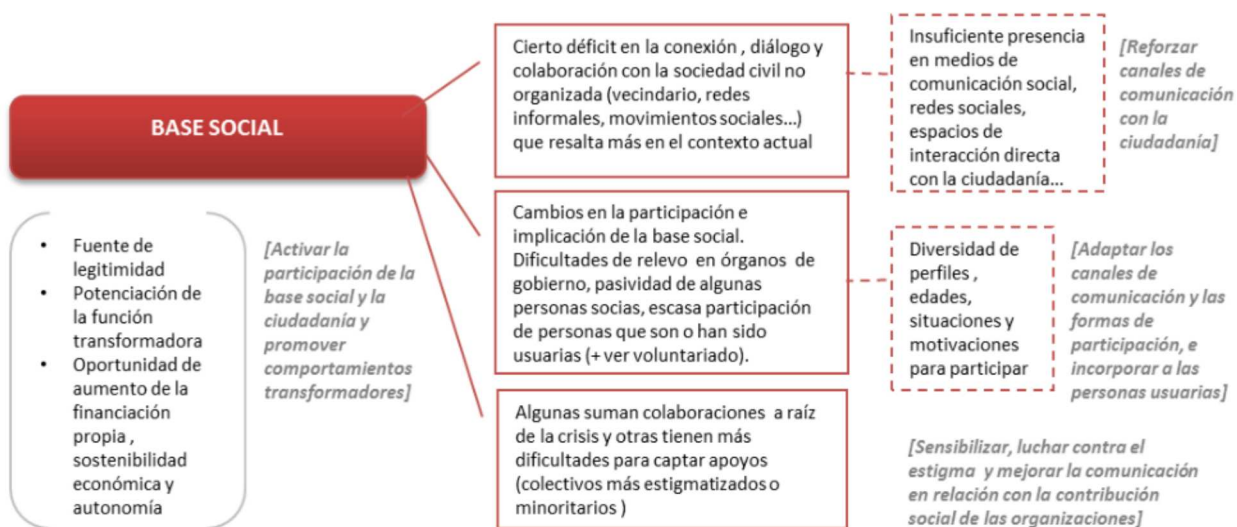 BASE SOCIAL
• Fuente de
legitimidad
• Potenciación de
la función
transformadora
• Oportunidad de
aumento de la
financiación
propia ,
sostenibilidad
económica y
autonomía
[Activar la
participación de la
base social y la
ciudadanía y
promover
comportamientos
transformadores]
Cierto déficit en la conexión , diálogo y
colaboración con la sociedad civil no
organizada (vecindario, redes
informales, movimientos sociales...)
que resalta más en el contexto actual
Insuficiente presencia
en medios de
comunicación social,
redes sociales,
espacios de
interacción directa
con la ciudadanía...
[Reforzar
canales de
comunicación
con la
ciudadanía]
Cambios en la participación e
implicación de la base social.
Dificultades de relevo en órganos de
gobierno, pasividad de algunas
personas socias, escasa participación
de personas que son o han sido
usuarias (+ ver voluntariado).
Diversidad de
perfiles ,
edades,
situaciones y
motivaciones
para participar
[Adaptar los
canales de
comunicación y las
formas de
participación, e
incorporar a las
personas usuarias]
Algunas suman colaboraciones a raíz
de la crisis y otras tienen más
dificultades para captar apoyos
(colectivos más estigmatizados o
minoritarios )
[Sensibilizar, luchar contra el
estigma y mejorar la comunicación
en relación con la contribución
social de las organizaciones]